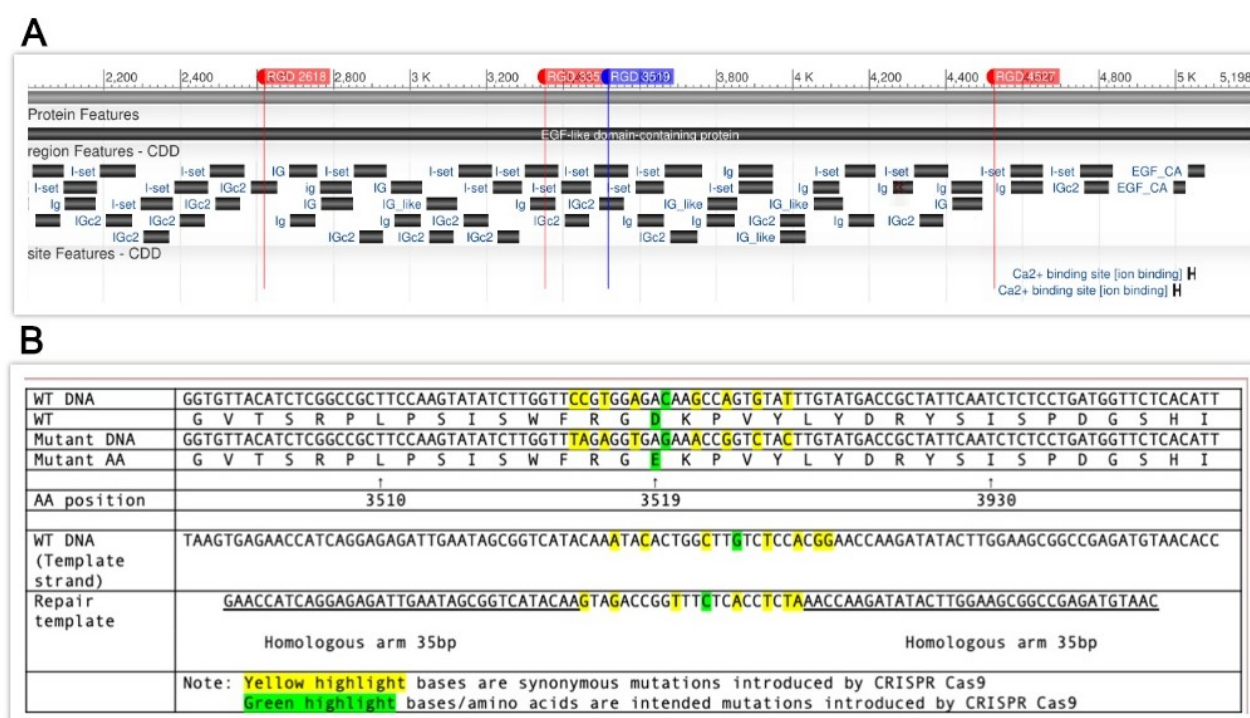 A
2,200 2,400 RGD 2618 2,800 3 K 3,200 RGD 3519 3,800 4 K 4,200 4,400 RGD 4527 4,800 5 K 5,198
Protein Features
EGF-like domain-containing protein
region Features - CDD
I-set I-set IG I-set I-set I-set I-set I-set I-set I-set I-set I-set EGF_CA
I-set I-set IGc2 ig IG I-set I-set I-set I-set Ig Ig Ig Ig IGc2 EGF_CA
Ig I-set IGc2 IG IG_like Ig IGc2 IG_like IG_like IG
IGc2 IGc2 Ig IGc2 Ig Ig IGc2 Ig IGc2
IGc2 IGc2 IGc2 IGc2 IGc2 IG_like
site Features - CDD
Ca2+ binding site [ion binding]
Ca2+ binding site [ion binding]
B
WT DNA GGTGTTACATCTCGGCCGCTTCCAAGTATATCTTGGTTCCGTGGAGACAAGCCAGTGTATTTGTATGACCGCTATTCAATCTCTCCTGATGGTTCTCACATT
WT G V T S R P L P S I S W F R G D K P V Y L Y D R Y S I S P D G S H I
Mutant DNA GGTGTTACATCTCGGCCGCTTCCAAGTATATCTTGGTTTAGAGGTGAGAAACCGGTCTACTTGTATGACCGCTATTCAATCTCTCCTGATGGTTCTCACATT
Mutant AA G V T S R P L P S I S W F R G E K P V Y L Y D R Y S I S P D G S H I
↑ ↑ ↑
AA position 3510 3519 3930
WT DNA TAAGTGAGAACCATCAGGAGAGATTGAATAGCGGTCATACAAATACACTGGCTTGTCTCCACGGAACCAAGATATACTTGGAAGCGGCCGAGATGTAACACC
(Template
strand)
Repair GAACCATCAGGAGAGATTGAATAGCGGTCATACAAGTAGACCGGTTTCTCACCTCTAAACCAAGATATACTTGGAAGCGGCCGAGATGTAAC
template
Homologous arm 35bp Homologous arm 35bp
Note: Yellow highlight bases are synonymous mutations introduced by CRISPR Cas9
Green highlight bases/amino acids are intended mutations introduced by CRISPR Cas9